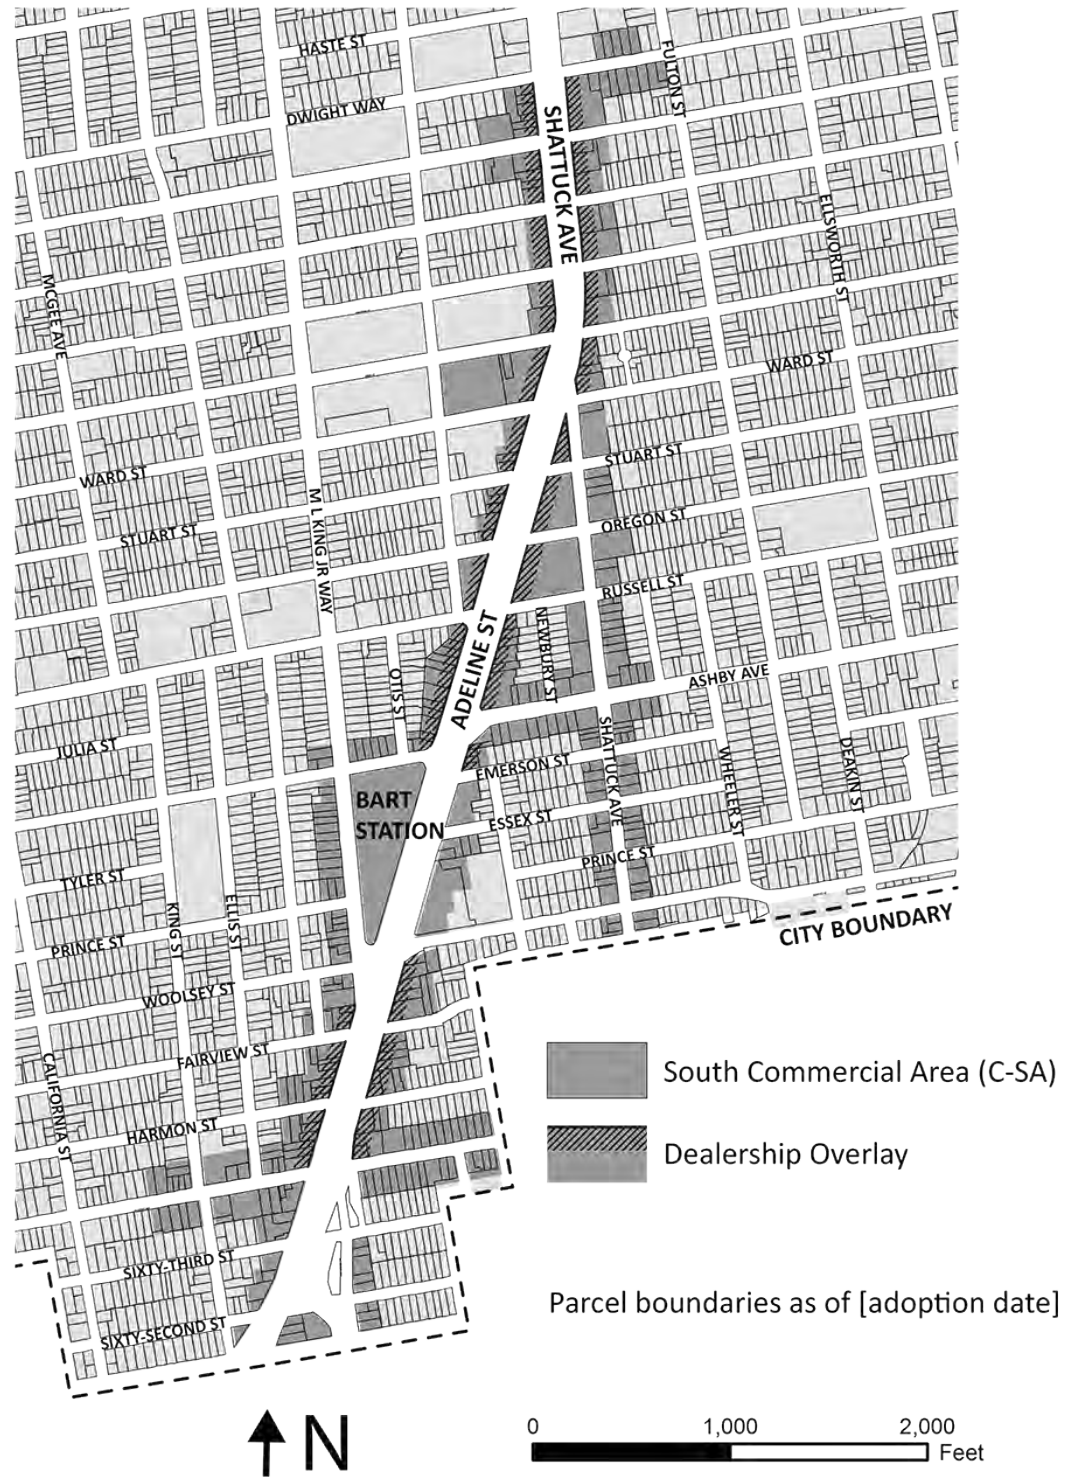 HASTE ST
FULTON ST
DWIGHT WAY
SHATTUCK AVE
ELLSWORTH ST
MCGEE AVE
WARD ST
STUART ST
WARD ST
M L KING JR WAY
OREGON ST
STUART ST
RUSSELL ST
NEWBURY ST
ADELINE ST
OTIS ST
ASHBY AVE
JULIA ST
SHATTUCK AVE
WHEELER ST
DEAKIN ST
EMERSON ST
BART
STATION
ESSEX ST
PRINCE ST
TYLER ST
KING ST
ELLIS ST
PRINCE ST
CITY BOUNDARY
WOOLSEY ST
FAIRVIEW ST
CALIFORNIA ST
South Commercial Area (C-SA)
HARMON ST
Dealership Overlay
SIXTY-THIRD ST
Parcel boundaries as of [adoption date]
SIXTY-SECOND ST
N
0 1,000 2,000
Feet